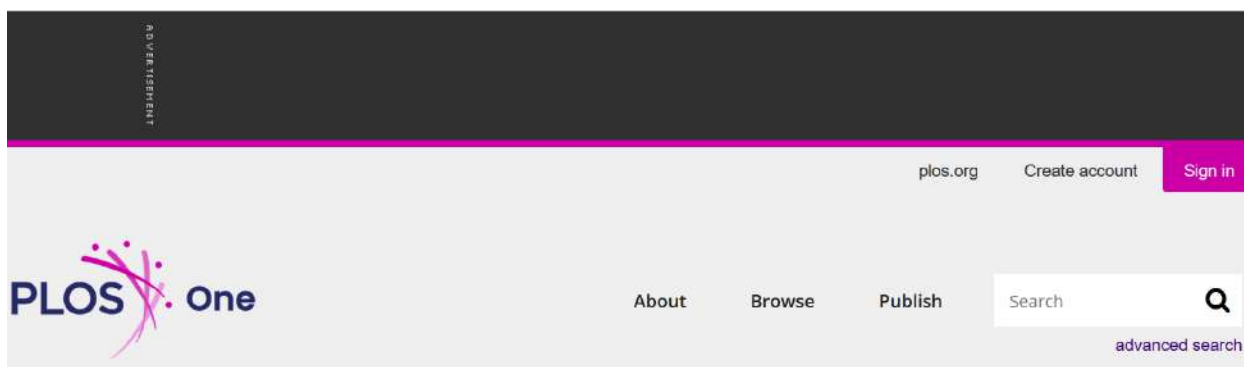 ADVERTISEMENT
plos.org Create account Sign in
PLOS One About Browse Publish Search
advanced search